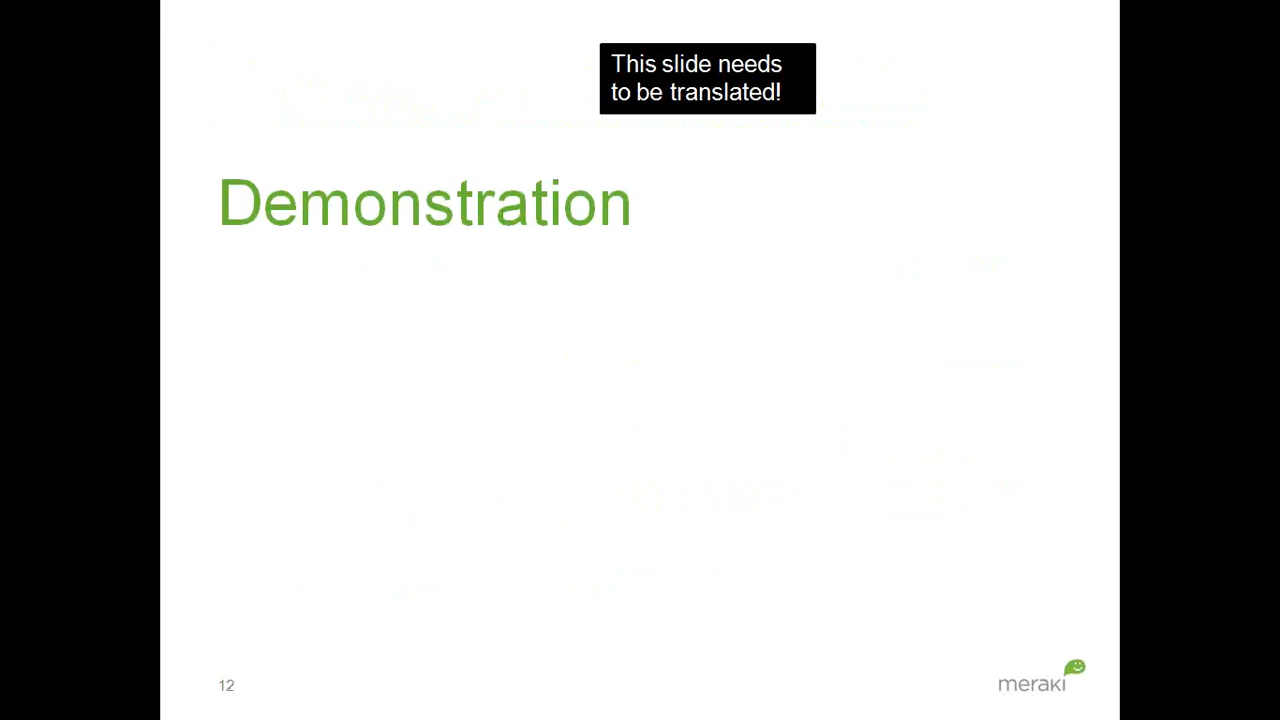 This slide needs
to be translated!
Demonstration
12
meraki